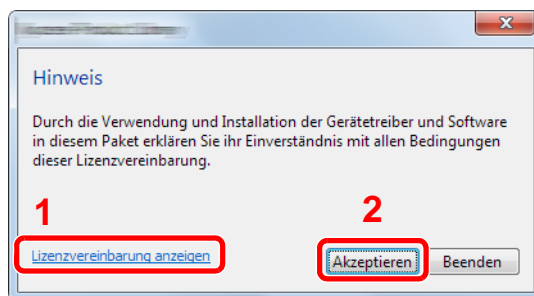 Hinweis
Durch die Verwendung und Installation der Gerätetreiber und Software
in diesem Paket erklären Sie ihr Einverständnis mit allen Bedingungen
dieser Lizenzvereinbarung.
1
2
Lizenzvereinbarung anzeigen
Akzeptieren
Beenden